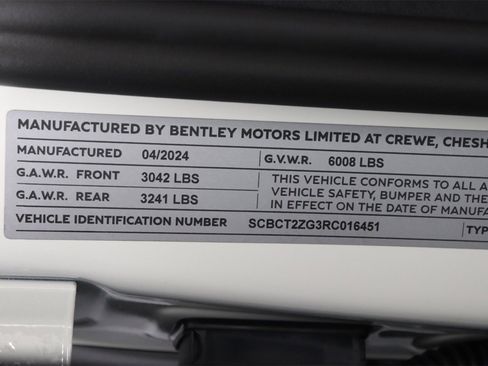 MANUFACTURED BY BENTLEY MOTORS LIMITED AT CREWE, CHESH
MANUFACTURED 04/2024 G.V.W.R. 6008 LBS
G.A.W.R. FRONT 3042 LBS
G.A.W.R. REAR 3241 LBS
THIS VEHICLE CONFORMS TO ALL A
VEHICLE SAFETY, BUMPER AND THE
IN EFFECT ON THE DATE OF MANUFA
VEHICLE IDENTIFICATION NUMBER SCBCT2ZG3RC016451 TYP